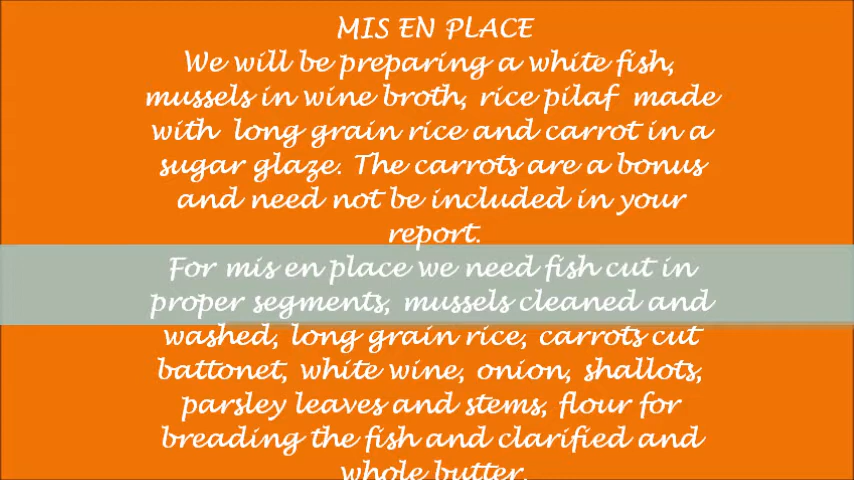 MIS EN PLACE
We will be preparing a white fish,
mussels in wine broth, rice pilaf made
with long grain rice and carrot in a
sugar glaze. The carrots are a bonus
and need not be included in your
report.
For mis en place we need fish cut in
proper segments, mussels cleaned and
washed, long grain rice, carrots cut
battonet, white wine, onion, shallots,
parsley leaves and stems, flour for
breading the fish and clarified and
whole butter.